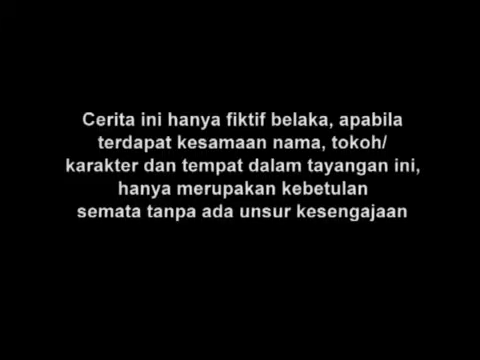 Cerita ini hanya fiktif belaka, apabila
terdapat kesamaan nama, tokoh/
karakter dan tempat dalam tayangan ini,
hanya merupakan kebetulan
semata tanpa ada unsur kesengajaan